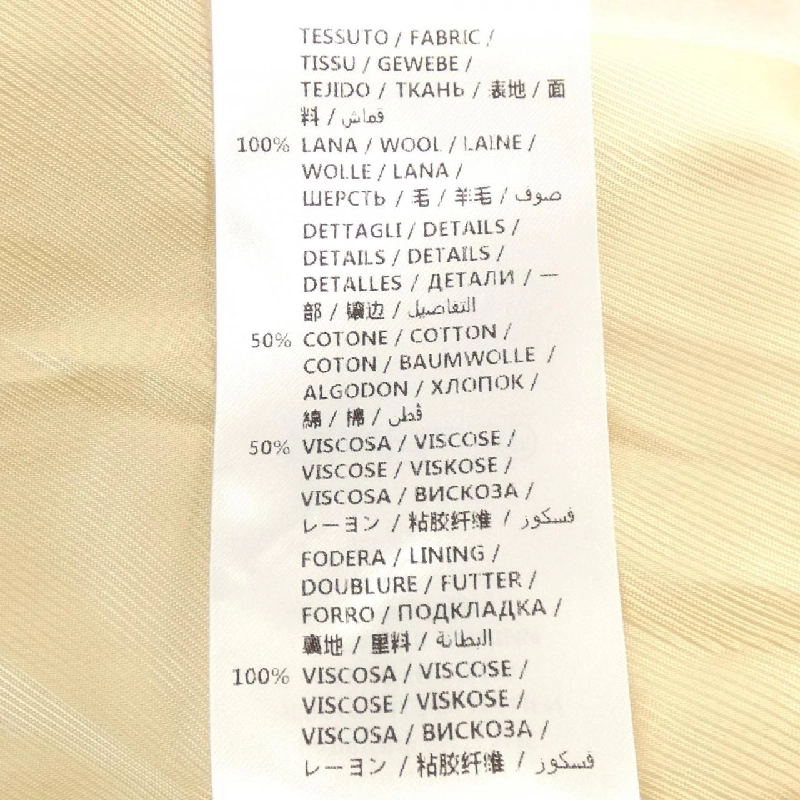 TESSUTO / FABRIC /
TISSU / GEWEBE /
TEJIDO / ТКАНЬ / 表地 / 面
料 / قماش
100% LANA / WOOL / LAINE /
WOLLE / LANA /
ШЕРСТЬ / 毛 / 羊毛 / صوف
DETTAGLI / DETAILS /
DETAILS / DETAILS /
DETALLES / ДЕТАЛИ / 一
部 / 镶边 / التفاصيل
50% COTONE / COTTON /
COTON / BAUMWOLLE /
ALGODON / ХЛОПОК /
綿 / 棉 / قطن
50% VISCOSA / VISCOSE /
VISCOSE / VISKOSE /
VISCOSA / ВИСКОЗА /
レーヨン / 粘胶纤维 / فسكوز
FODERA / LINING /
DOUBLURE / FUTTER /
FORRO / ПОДКЛАДКА /
裏地 / 里料 / البطانة
100% VISCOSA / VISCOSE /
VISCOSE / VISKOSE /
VISCOSA / ВИСКОЗА /
レーヨン / 粘胶纤维 / فسكوز